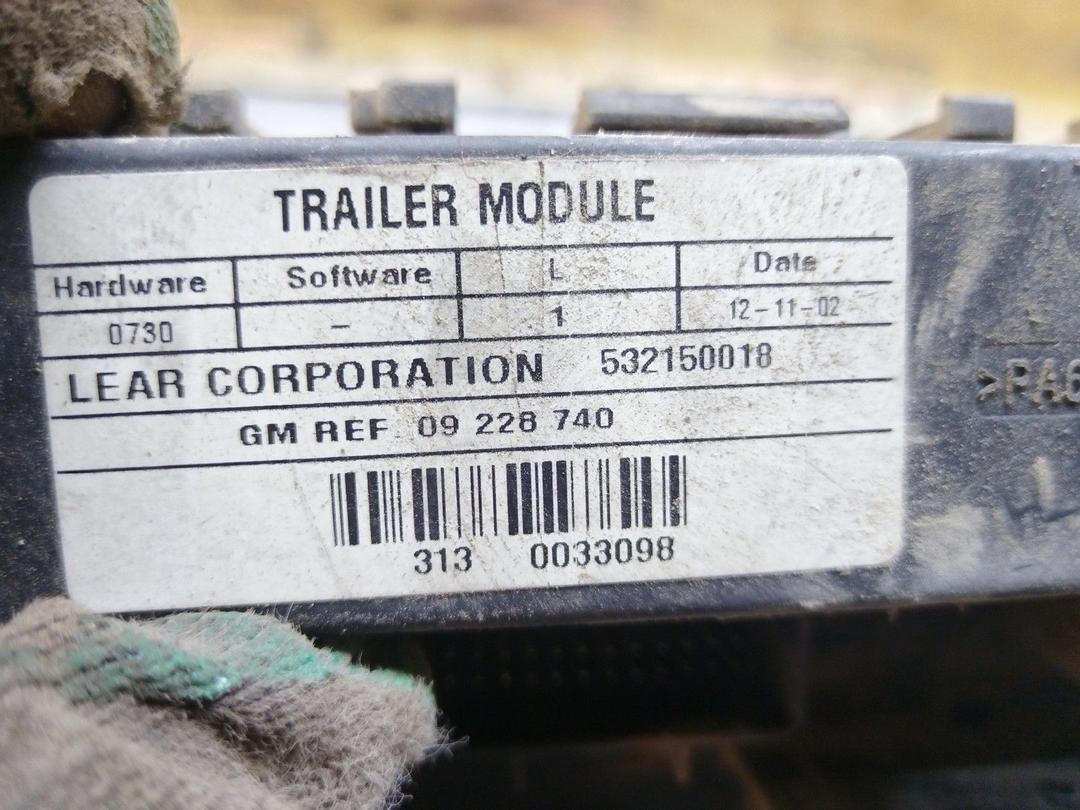 TRAILER MODULE
Hardware Software L Date
0730 – 1 12-11-02
LEAR CORPORATION 532150018
GM REF 09 228 740
313 0033098
>PA6